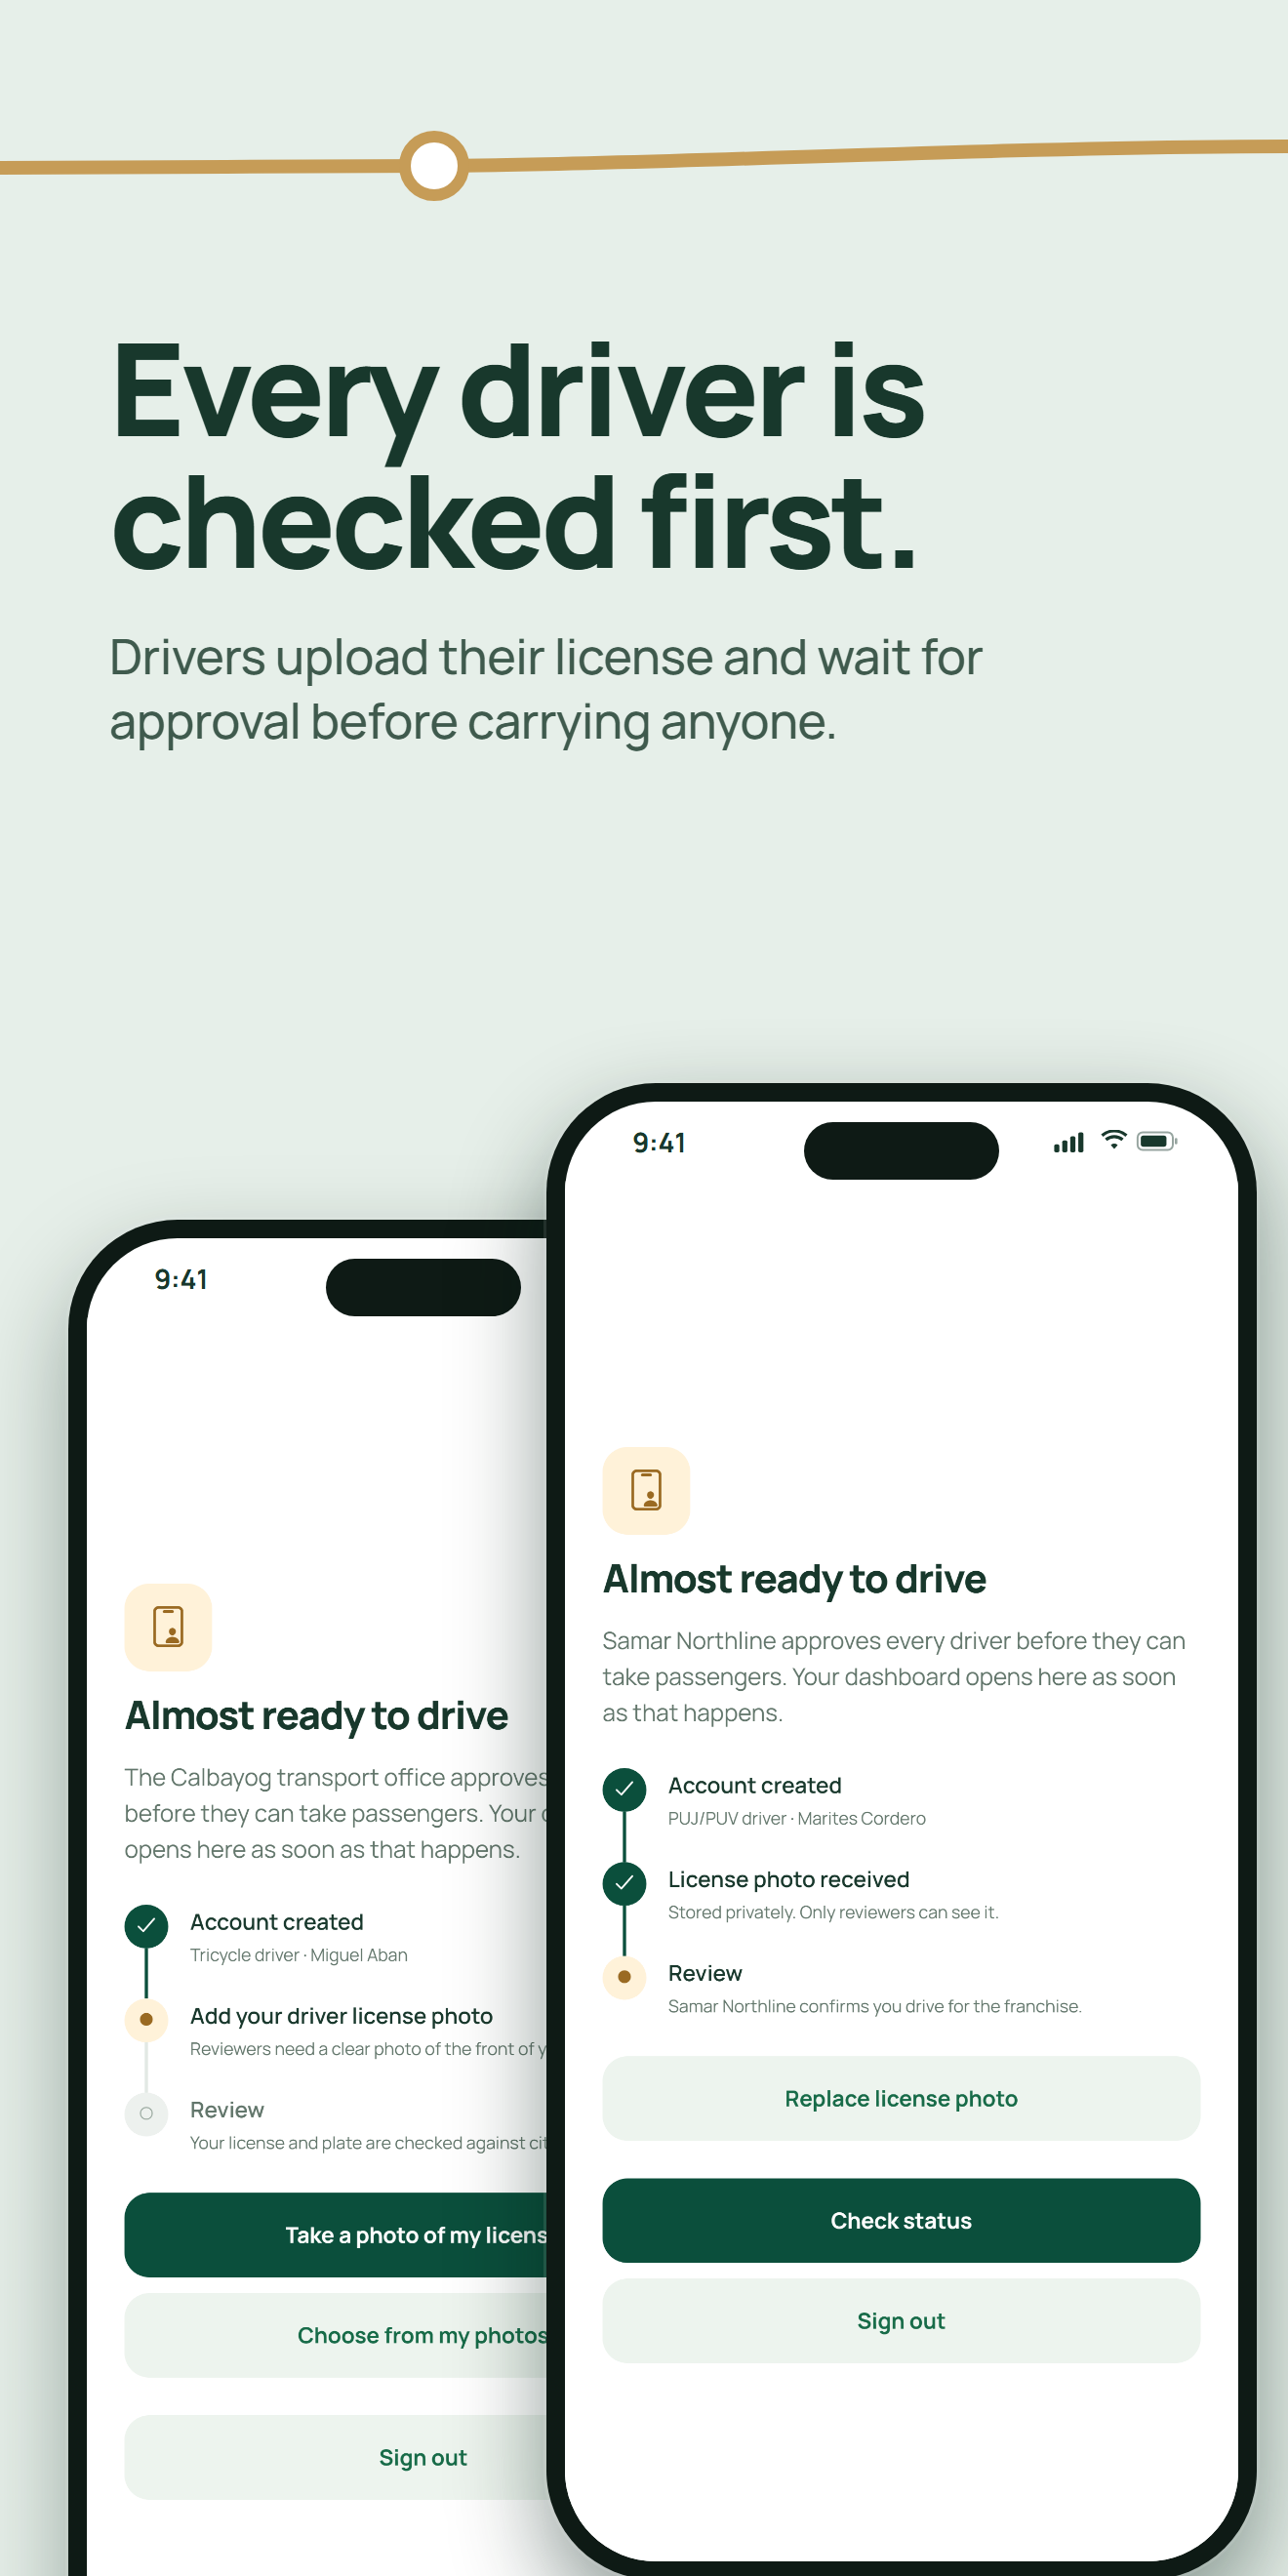 Every driver is
checked first.
Drivers upload their license and wait for
approval before carrying anyone.
9:41
Almost ready to drive
The Calbayog transport office approves
before they can take passengers. Your
opens here as soon as that happens.
Account created
Tricycle driver · Miguel Aban
Add your driver license photo
Reviewers need a clear photo of the front of
Review
Your license and plate are checked against
Take a photo of my
Choose from my photos
Sign out
9:41
Almost ready to drive
Samar Northline approves every driver before they can
take passengers. Your dashboard opens here as soon
as that happens.
Account created
PUJ/PUV driver · Marites Cordero
License photo received
Stored privately. Only reviewers can see it.
Review
Samar Northline confirms you drive for the franchise.
Replace license photo
Check status
Sign out